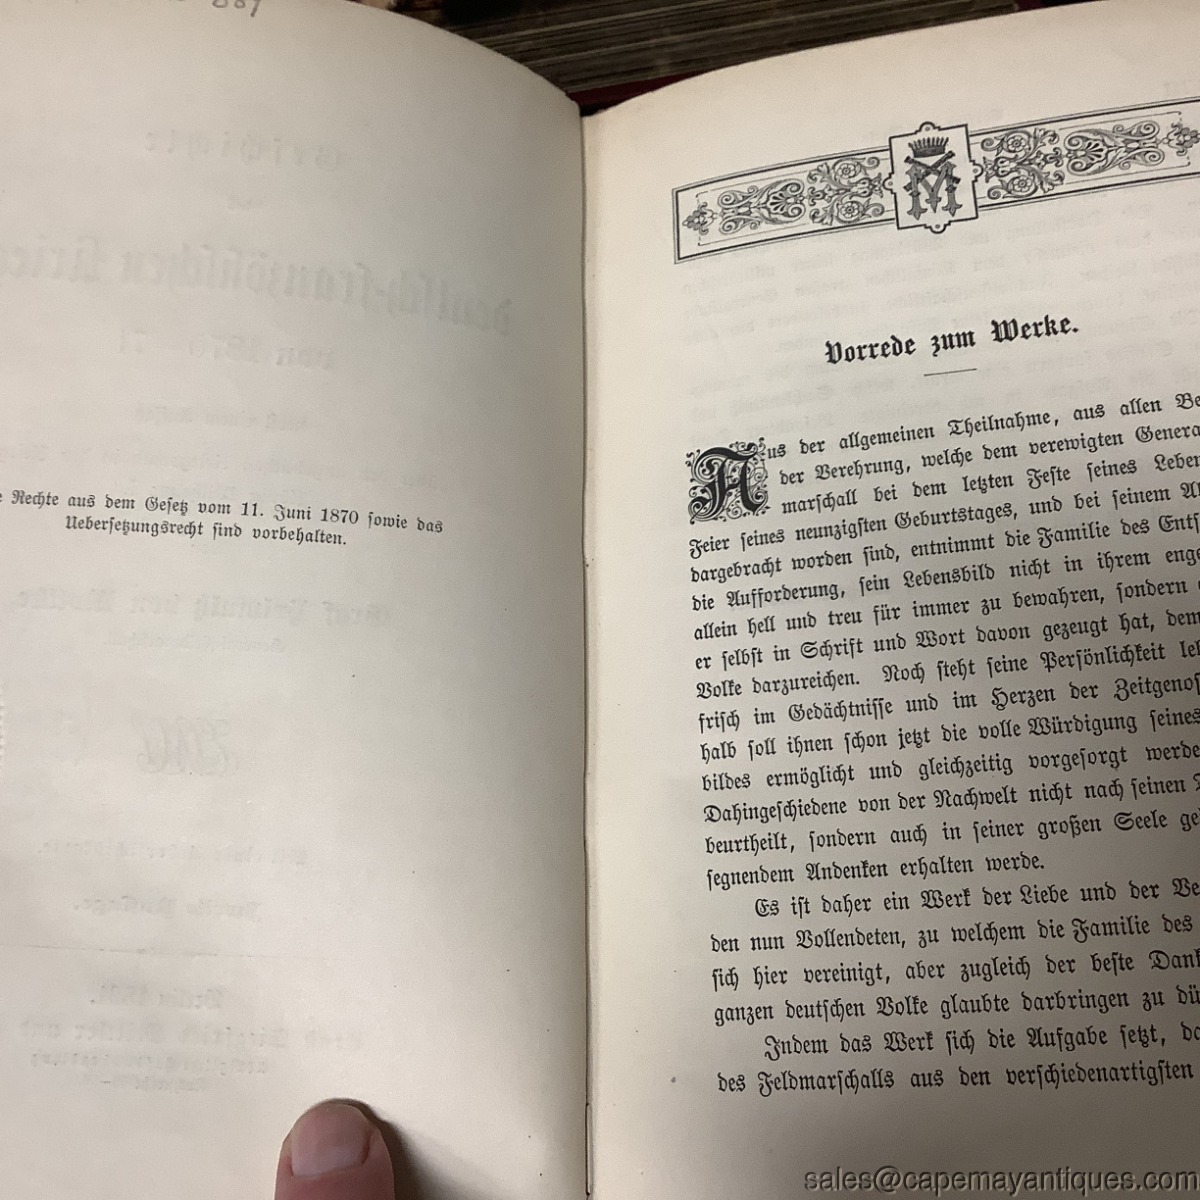 Rechte aus dem Gesetz vom 11. Juni 1870 sowie das
Uebersetzungsrecht sind vorbehalten.
M
Vorrede zum Werke.
Aus der allgemeinen Theilnahme, aus allen
der Verehrung, welche dem verewigten
marschall bei dem letzten Feste seines
Feier seines neunzigsten Geburtstages, und bei seinem
dargebracht worden sind, entnimmt die Familie des
die Aufforderung, sein Lebensbild nicht in ihrem
allein hell und treu für immer zu bewahren, sondern
er selbst in Schrift und Wort davon gezeugt hat, dem
Volke darzureichen. Noch steht seine Persönlichkeit
frisch im Gedächtnisse und im Herzen der
halb soll ihnen schon jetzt die volle Würdigung seines
bildes ermöglicht und gleichzeitig vorgesorgt
Dahingeschiedene von der Nachwelt nicht nach seinen
beurtheilt, sondern auch in seiner großen Seele
segnendem Andenken erhalten werde.
Es ist daher ein Werk der Liebe und der
den nun Vollendeten, zu welchem die Familie des
sich hier vereinigt, aber zugleich der beste
ganzen deutschen Volke glaubte darbringen zu
Indem das Werk sich die Aufgabe setzt,
des Feldmarschalls aus den verschiedenartigsten
sales@capemayantiques.com